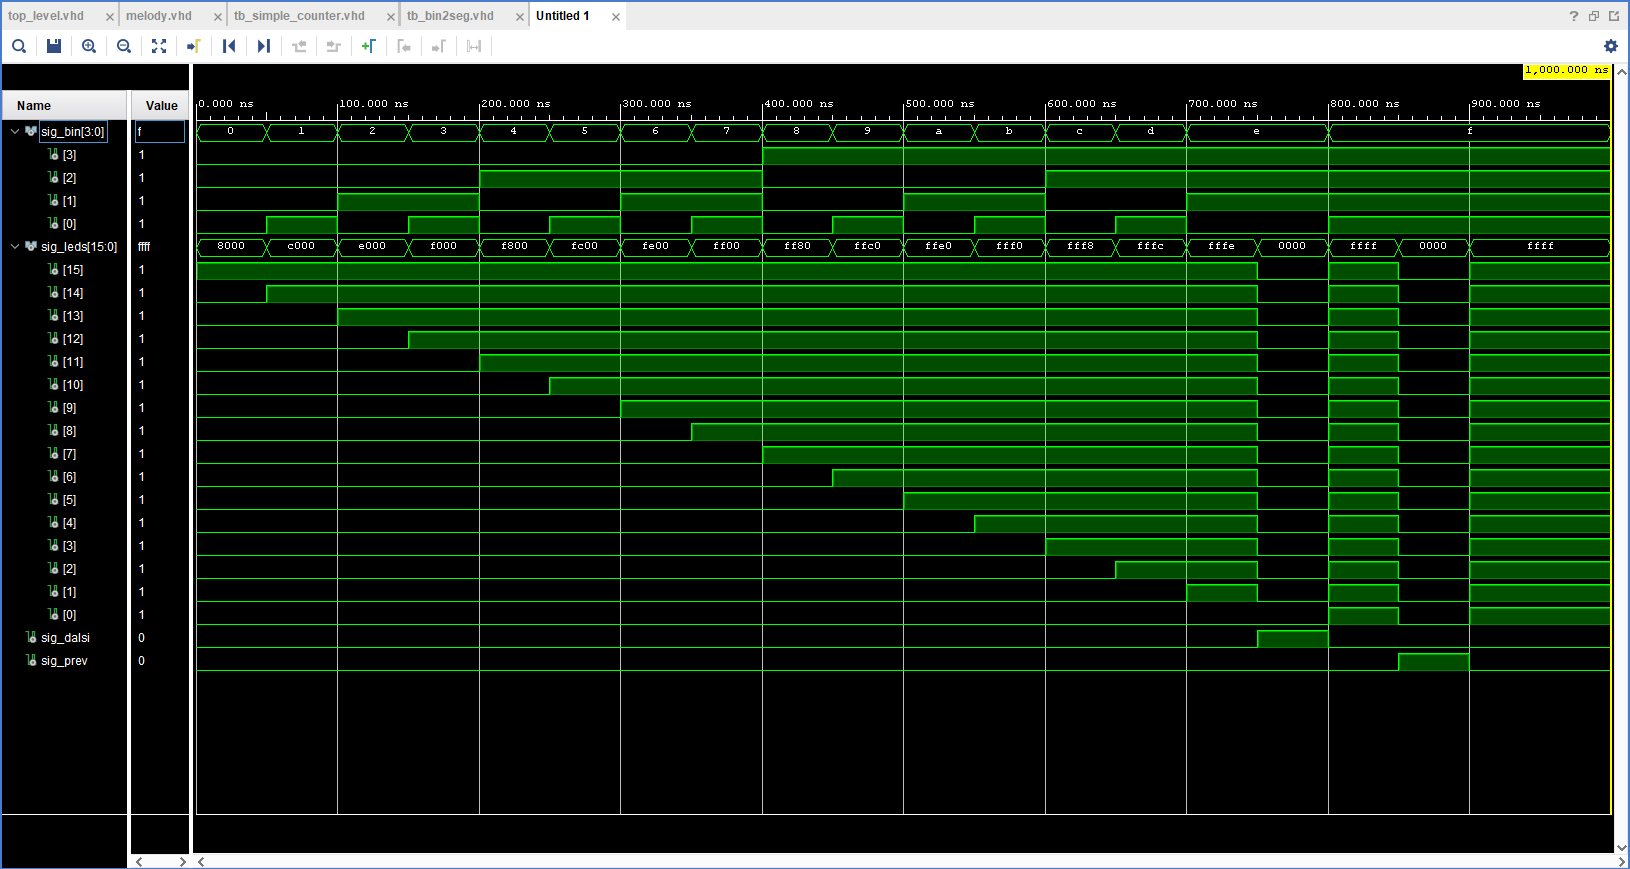 top_level.vhd × melody.vhd × tb_simple_counter.vhd × tb_bin2seg.vhd × Untitled 1 ×
?
1,000.000 ns
Name Value
0.000 ns 100.000 ns 200.000 ns 300.000 ns 400.000 ns 500.000 ns 600.000 ns 700.000 ns 800.000 ns 900.000 ns
sig_bin[3:0] f 0 1 2 3 4 5 6 7 8 9 a b c d e f
[3] 1
[2] 1
[1] 1
[0] 1
sig_leds[15:0] ffff 8000 c000 e000 f000 f800 fc00 fe00 ff00 ff80 ffc0 ffe0 fff0 fff8 fffc fffe 0000 ffff 0000 ffff
[15] 1
[14] 1
[13] 1
[12] 1
[11] 1
[10] 1
[9] 1
[8] 1
[7] 1
[6] 1
[5] 1
[4] 1
[3] 1
[2] 1
[1] 1
[0] 1
sig_dalsi 0
sig_prev 0